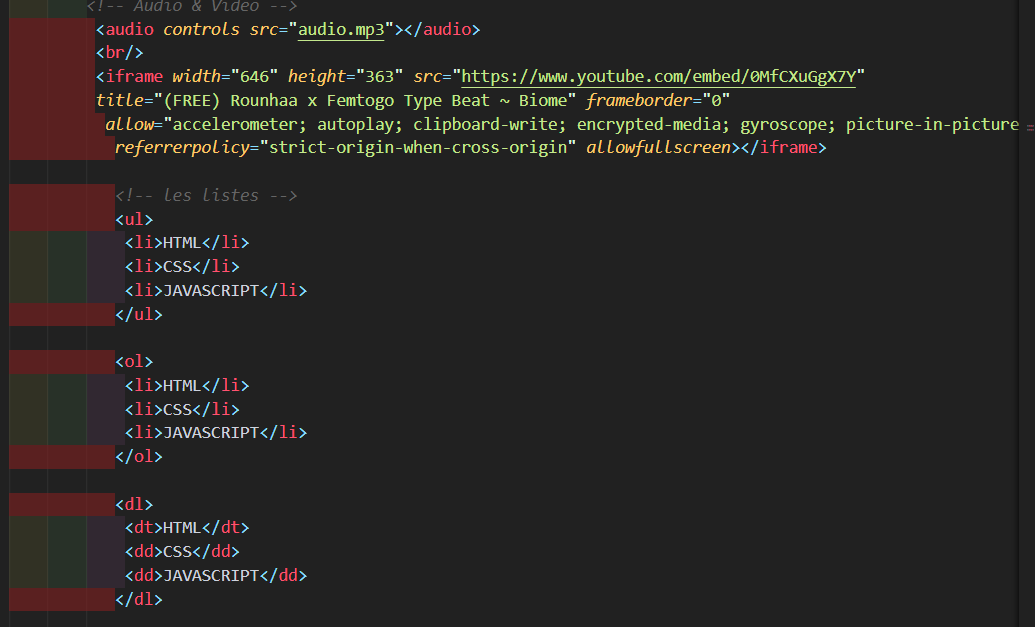 <!-- Audio & Video -->
<audio controls src="audio.mp3"></audio>
<br/>
<iframe width="646" height="363" src="https://www.youtube.com/embed/0MfCXuGgX7Y"
title="(FREE) Rounhaa x Femtogo Type Beat ~ Biome" frameborder="0"
allow="accelerometer; autoplay; clipboard-write; encrypted-media; gyroscope; picture-in-picture
referrerpolicy="strict-origin-when-cross-origin" allowfullscreen></iframe>
<!-- les listes -->
<ul>
<li>HTML</li>
<li>CSS</li>
<li>JAVASCRIPT</li>
</ul>
<ol>
<li>HTML</li>
<li>CSS</li>
<li>JAVASCRIPT</li>
</ol>
<dl>
<dt>HTML</dt>
<dd>CSS</dd>
<dd>JAVASCRIPT</dd>
</dl>